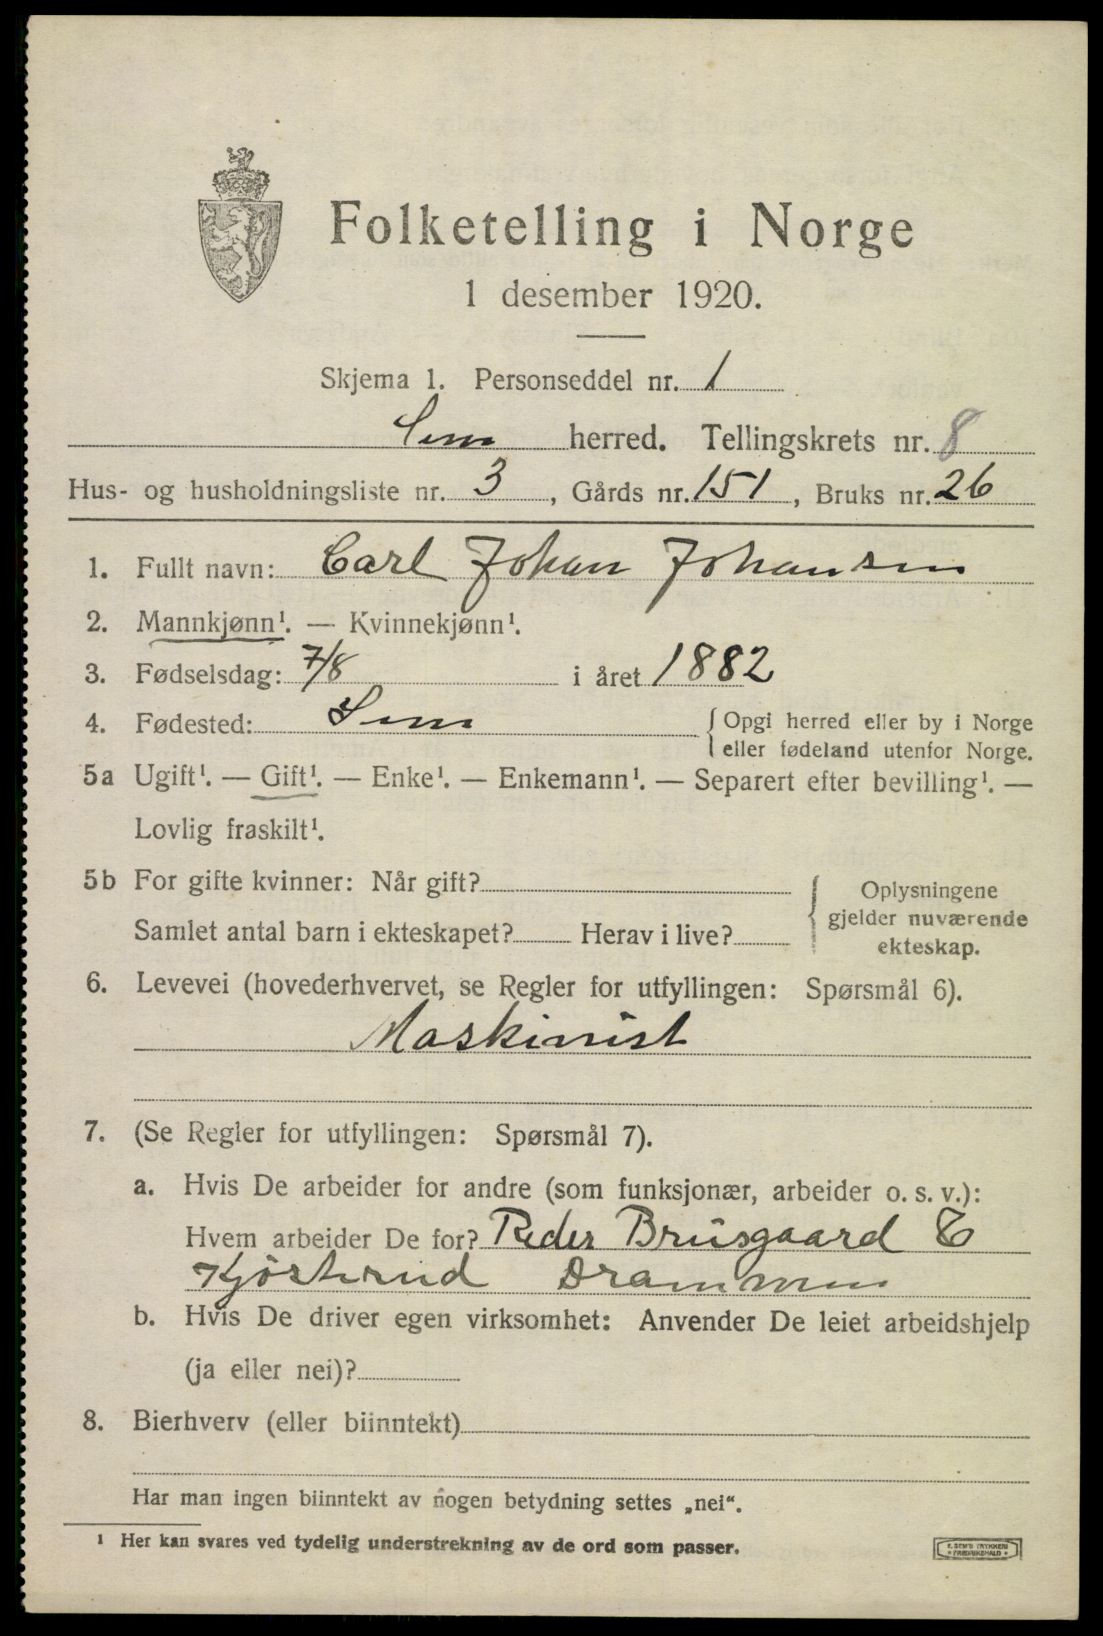 Folketelling i Norge
1 desember 1920.
Skjema 1. Personseddel nr. 1
Sem herred. Tellingskrets nr. 8
Hus- og husholdningsliste nr. 3, Gårds nr. 151, Bruks nr. 26
1. Fullt navn: Carl Johan Johansen
2. Mannkjønn¹. — Kvinnekjønn¹.
3. Fødselsdag: 7/8 i året 1882
4. Fødested: Sem { Opgi herred eller by i Norge
eller fødeland utenfor Norge.
5a Ugift¹. — Gift¹. — Enke¹. — Enkemann¹. — Separert efter bevilling¹. —
Lovlig fraskilt¹.
5b For gifte kvinner: Når gift?
Samlet antal barn i ekteskapet? Herav i live?
{ Oplysningene
gjelder nuværende
ekteskap.
6. Levevei (hovederhvervet, se Regler for utfyllingen: Spørsmål 6).
Maskinist
7. (Se Regler for utfyllingen: Spørsmål 7).
a. Hvis De arbeider for andre (som funksjonær, arbeider o. s. v.):
Hvem arbeider De for? Reder Brusgaard &
Kjøsterud Drammen
b. Hvis De driver egen virksomhet: Anvender De leiet arbeidshjelp
(ja eller nei)?
8. Bierhverv (eller biinntekt)
Har man ingen biinntekt av nogen betydning settes „nei“.
¹ Her kan svares ved tydelig understrekning av de ord som passer.
E. SEM'S TRYKKERI
FREDRIKSHALD